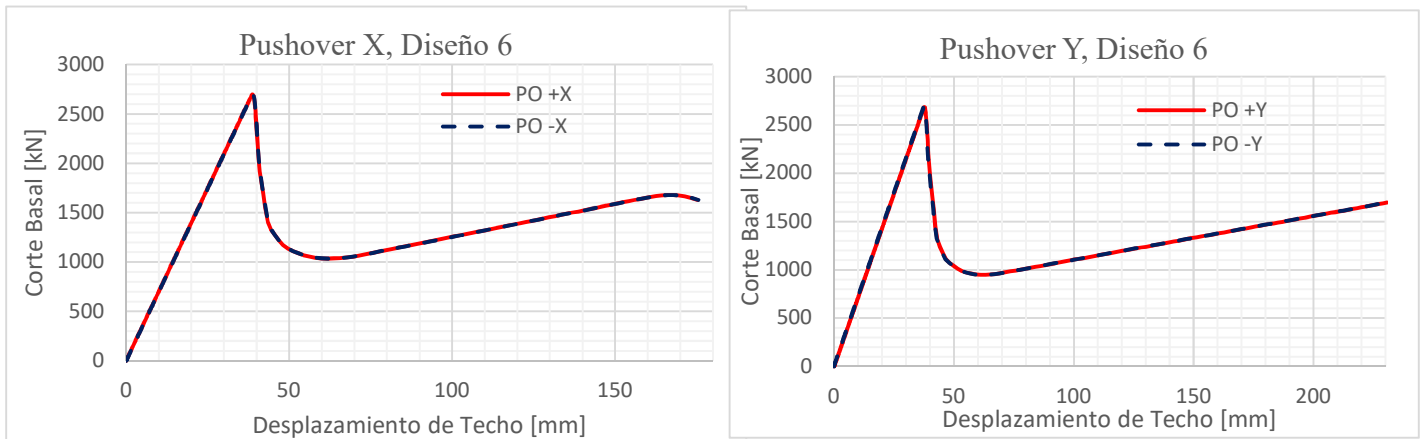 Pushover X, Diseño 6
3000
2500
2000
1500
1000
500
0
Corte Basal [kN]
PO +X
PO -X
0 50 100 150
Desplazamiento de Techo [mm]
Pushover Y, Diseño 6
3000
2500
2000
1500
1000
500
0
Corte Basal [kN]
PO +Y
PO -Y
0 50 100 150 200
Desplazamiento de Techo [mm]